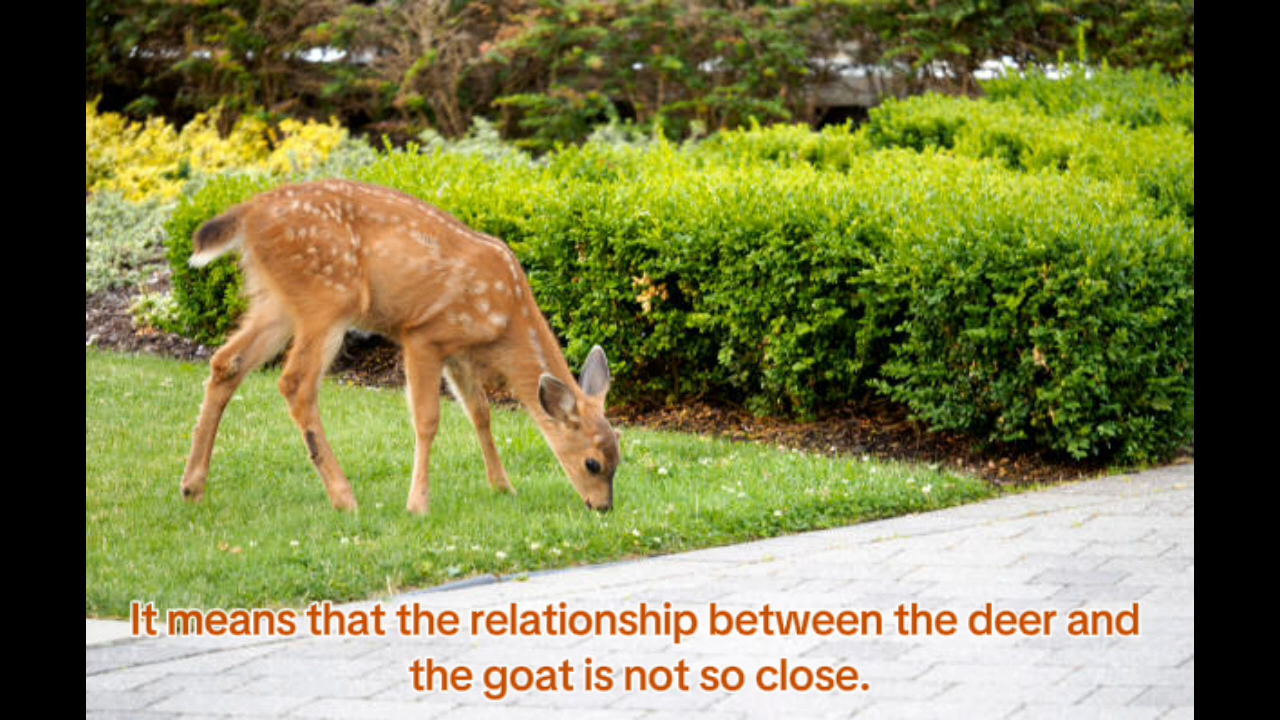 It means that the relationship between the deer and
the goat is not so close.